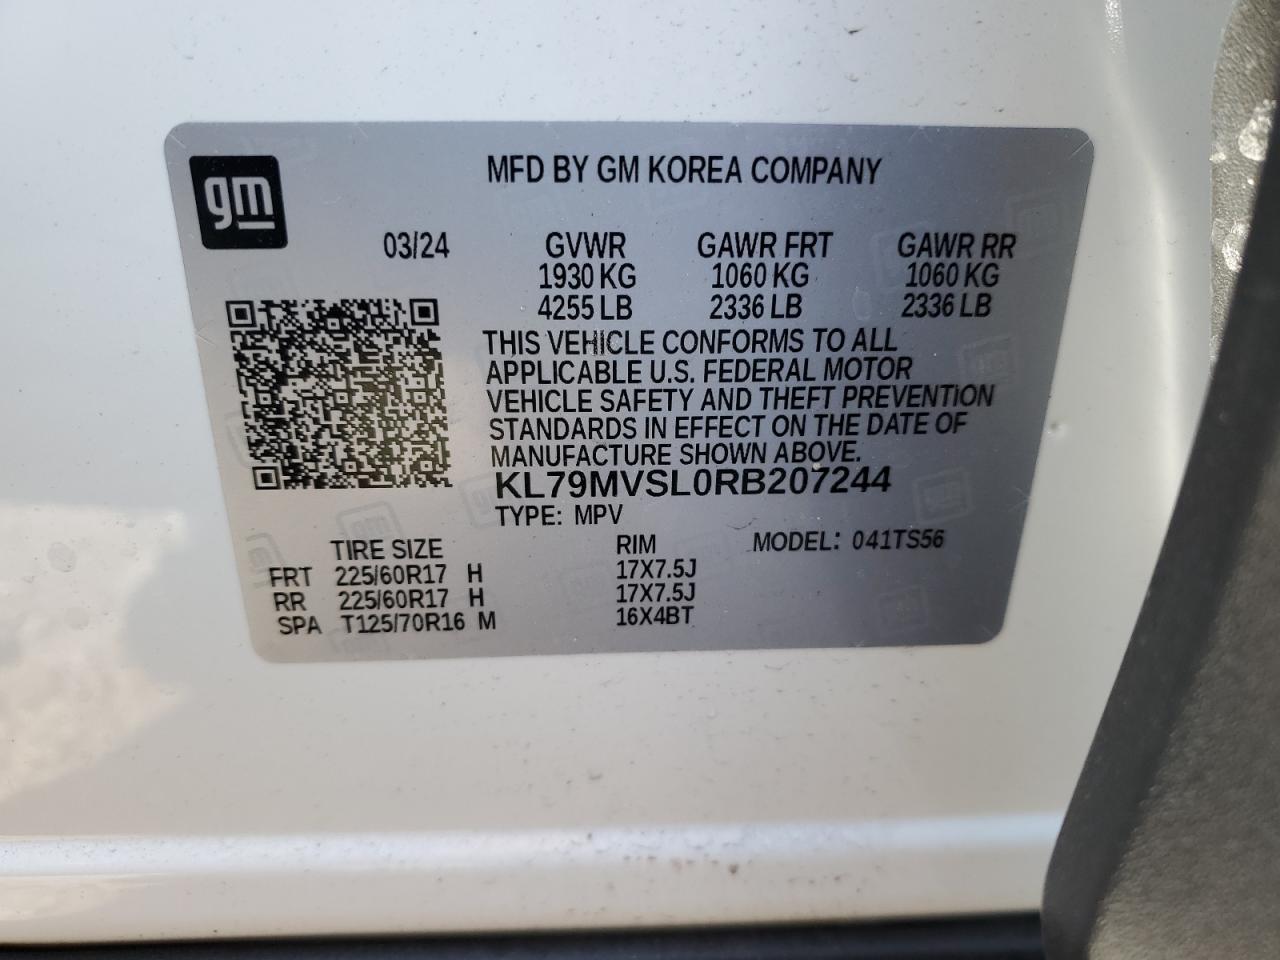 gm
MFD BY GM KOREA COMPANY
03/24 GVWR GAWR FRT GAWR RR
1930 KG 1060 KG 1060 KG
4255 LB 2336 LB 2336 LB
THIS VEHICLE CONFORMS TO ALL
APPLICABLE U.S. FEDERAL MOTOR
VEHICLE SAFETY AND THEFT PREVENTION
STANDARDS IN EFFECT ON THE DATE OF
MANUFACTURE SHOWN ABOVE.
KL79MVSL0RB207244
TYPE: MPV
TIRE SIZE RIM MODEL: 041TS56
FRT 225/60R17 H 17X7.5J
RR 225/60R17 H 17X7.5J
SPA T125/70R16 M 16X4BT